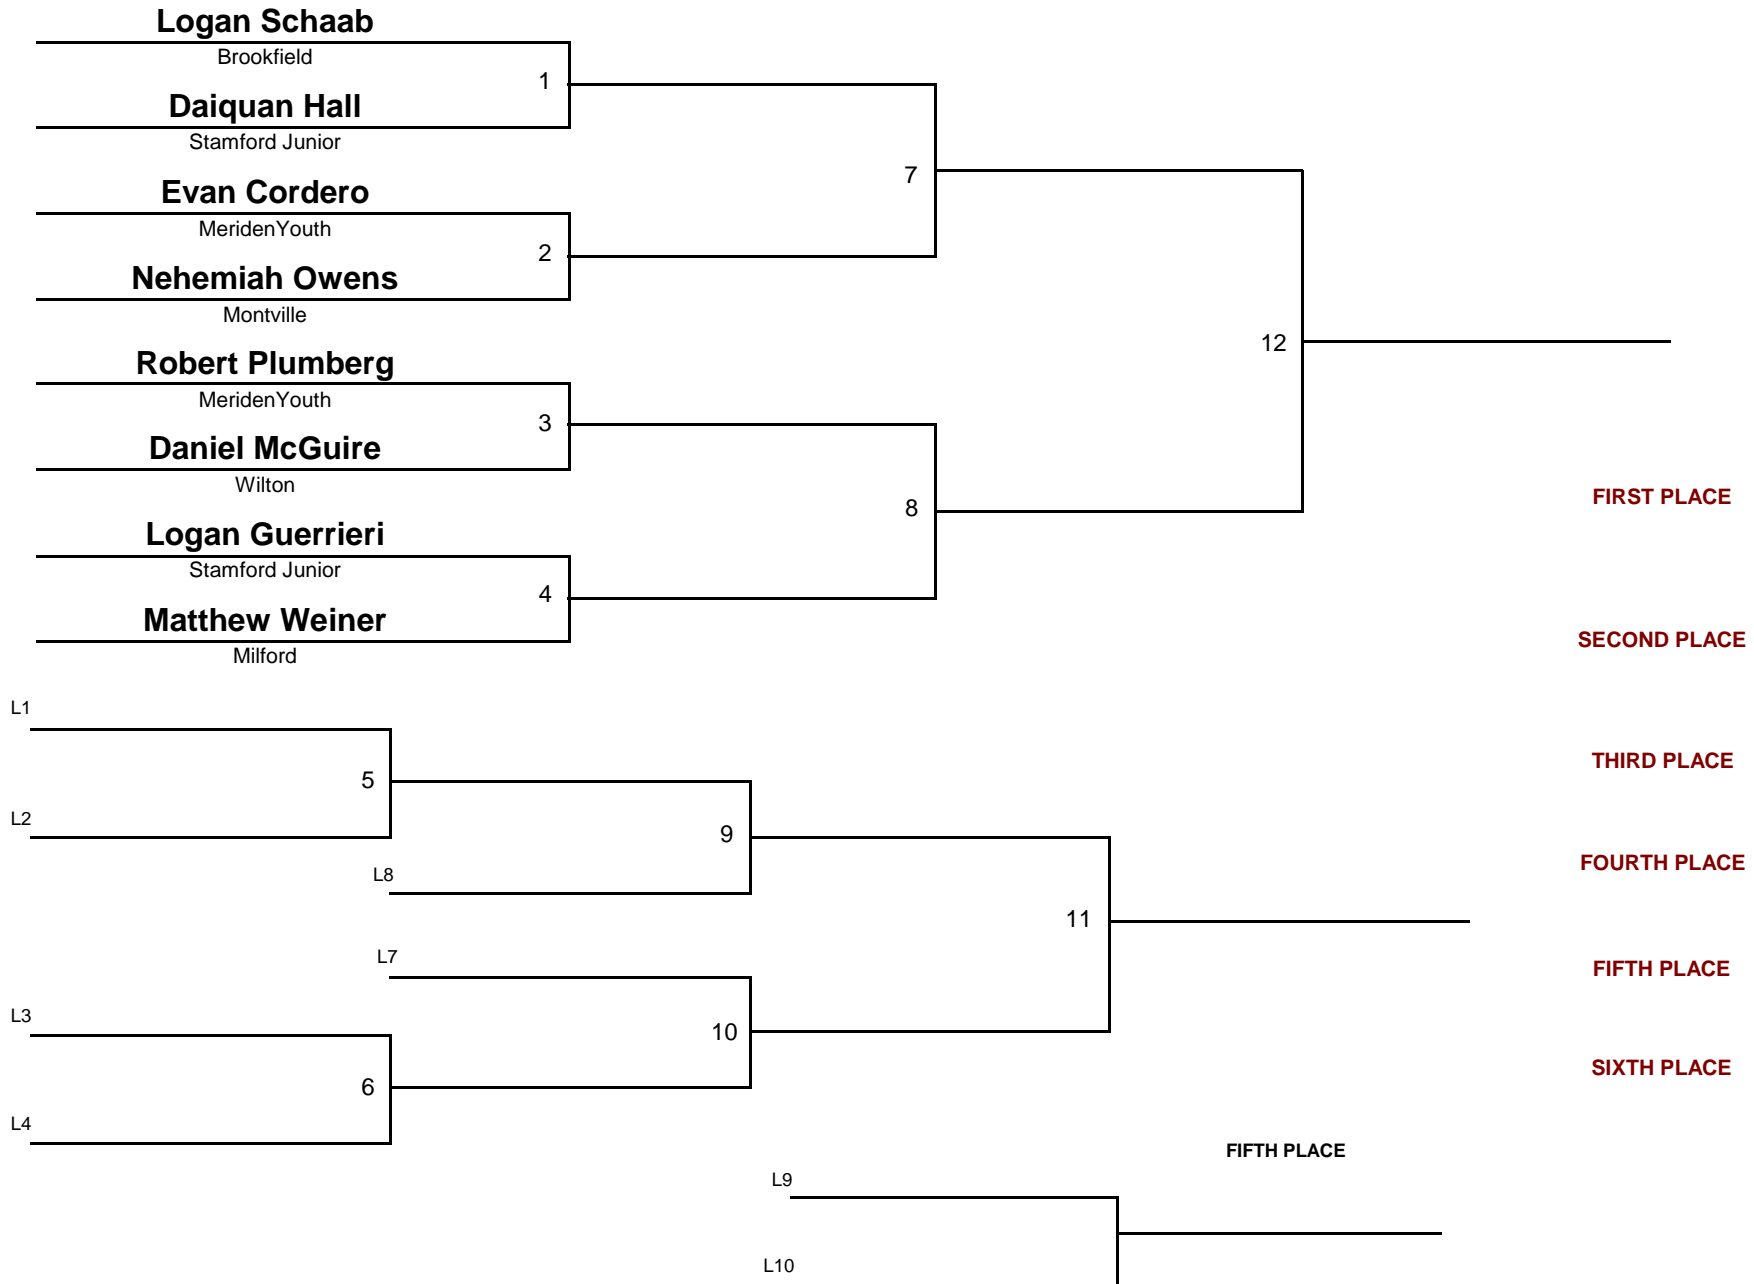 Logan Schaab
Brookfield
1
Daiquan Hall
Stamford Junior
7
Evan Cordero
MeridenYouth
2
Nehemiah Owens
Montville
12
Robert Plumberg
MeridenYouth
3
Daniel McGuire
Wilton
FIRST PLACE
8
Logan Guerrieri
Stamford Junior
4
Matthew Weiner
Milford
SECOND PLACE
L1
THIRD PLACE
5
L2
9
L8
FOURTH PLACE
11
L7
FIFTH PLACE
L3
10
6
SIXTH PLACE
L4
FIFTH PLACE
L9
L10